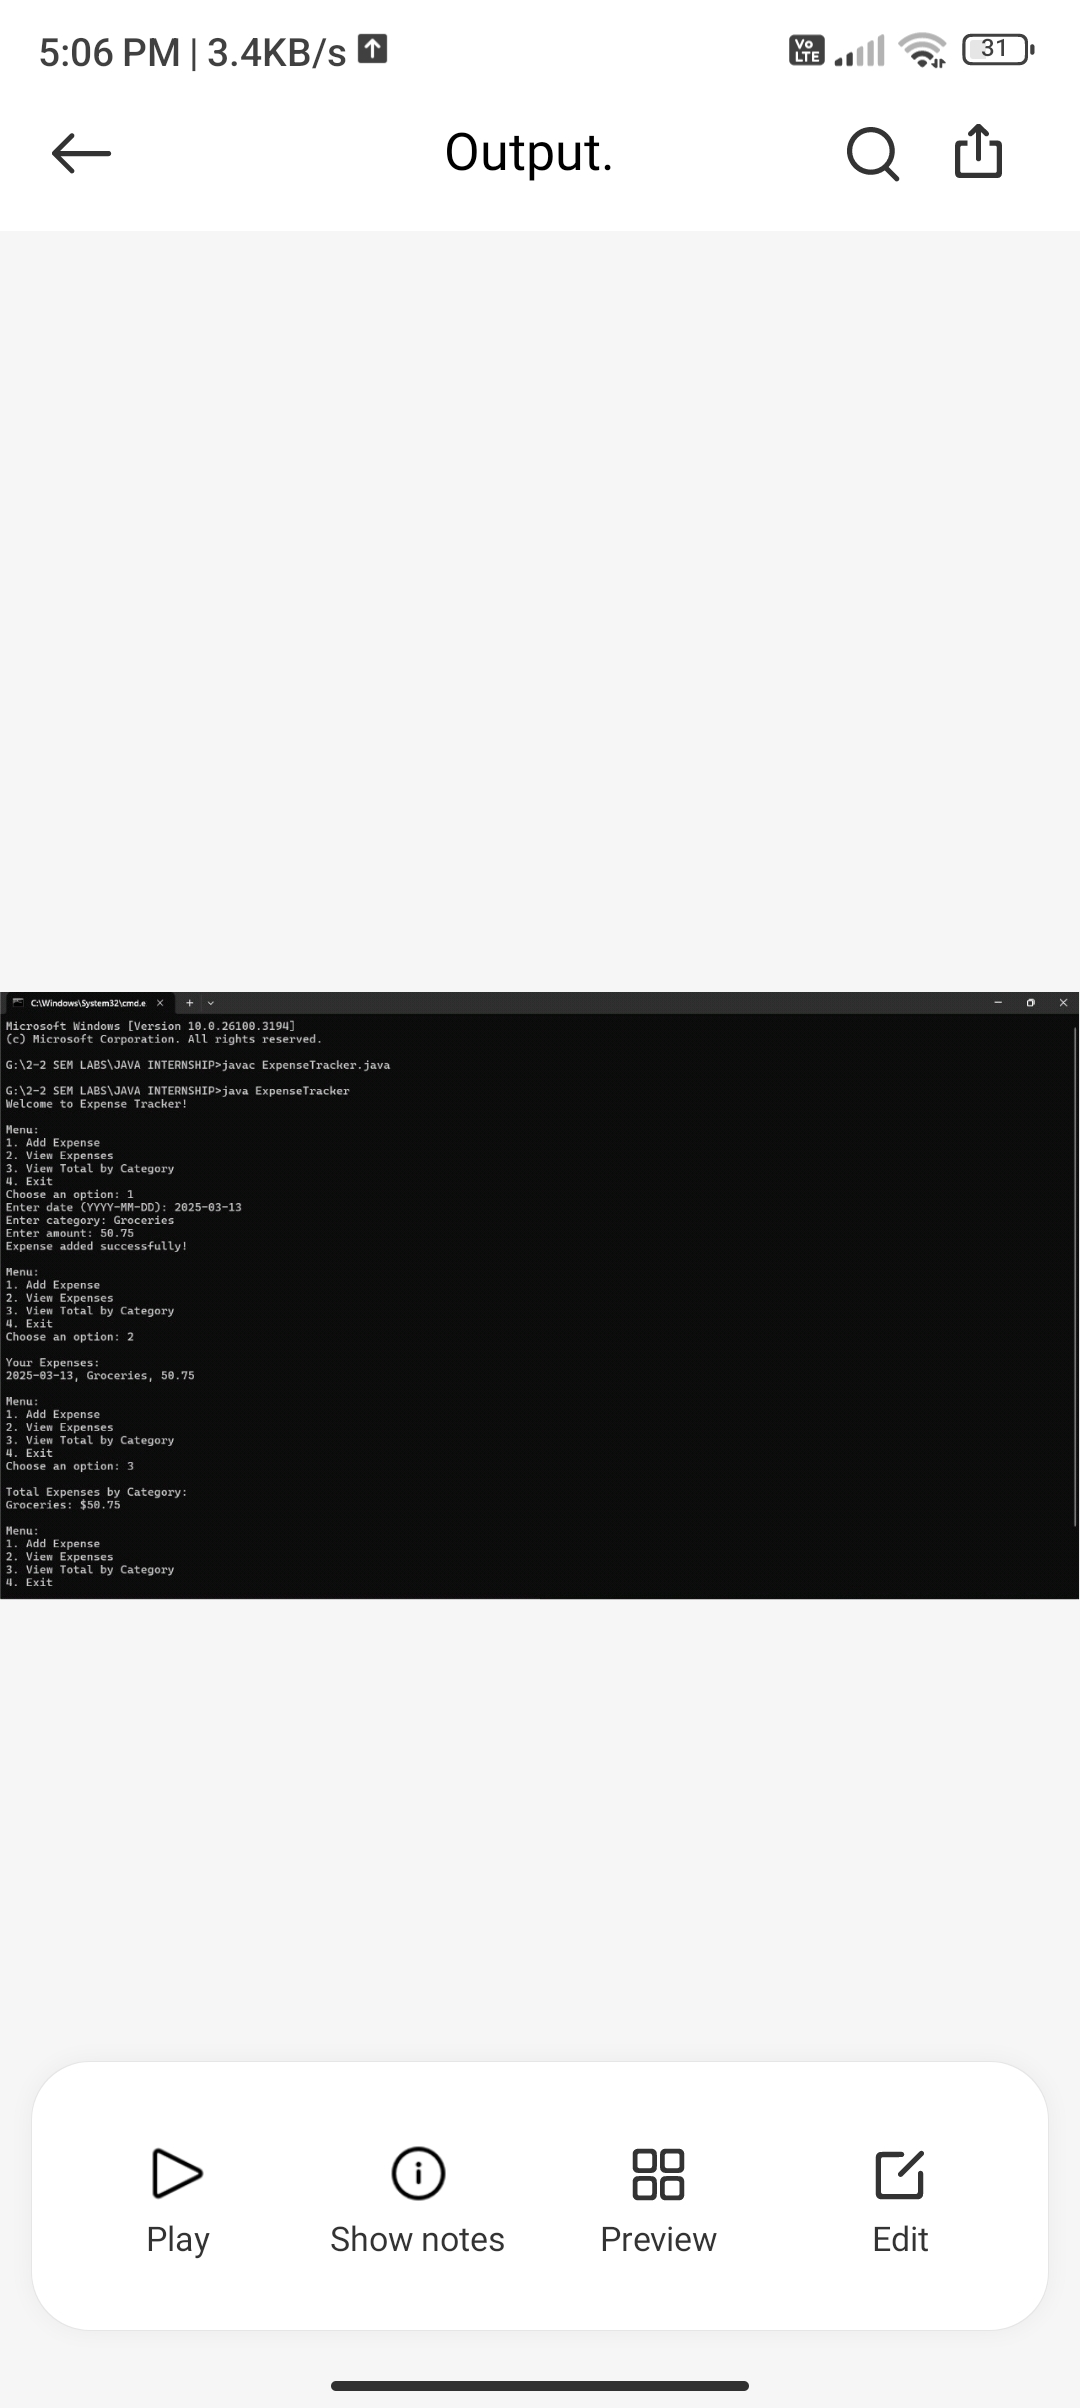 5:06 PM | 3.4KB/s
Vo LTE
31
Output.
C:\Windows\System32\cmd.e
Microsoft Windows [Version 10.0.26100.3194]
(c) Microsoft Corporation. All rights reserved.
G:\2-2 SEM LABS\JAVA INTERNSHIP>javac ExpenseTracker.java
G:\2-2 SEM LABS\JAVA INTERNSHIP>java ExpenseTracker
Welcome to Expense Tracker!
Menu:
1. Add Expense
2. View Expenses
3. View Total by Category
4. Exit
Choose an option: 1
Enter date (YYYY-MM-DD): 2025-03-13
Enter category: Groceries
Enter amount: 50.75
Expense added successfully!
Menu:
1. Add Expense
2. View Expenses
3. View Total by Category
4. Exit
Choose an option: 2
Your Expenses:
2025-03-13, Groceries, 50.75
Menu:
1. Add Expense
2. View Expenses
3. View Total by Category
4. Exit
Choose an option: 3
Total Expenses by Category:
Groceries: $50.75
Menu:
1. Add Expense
2. View Expenses
3. View Total by Category
4. Exit
Play
Show notes
Preview
Edit